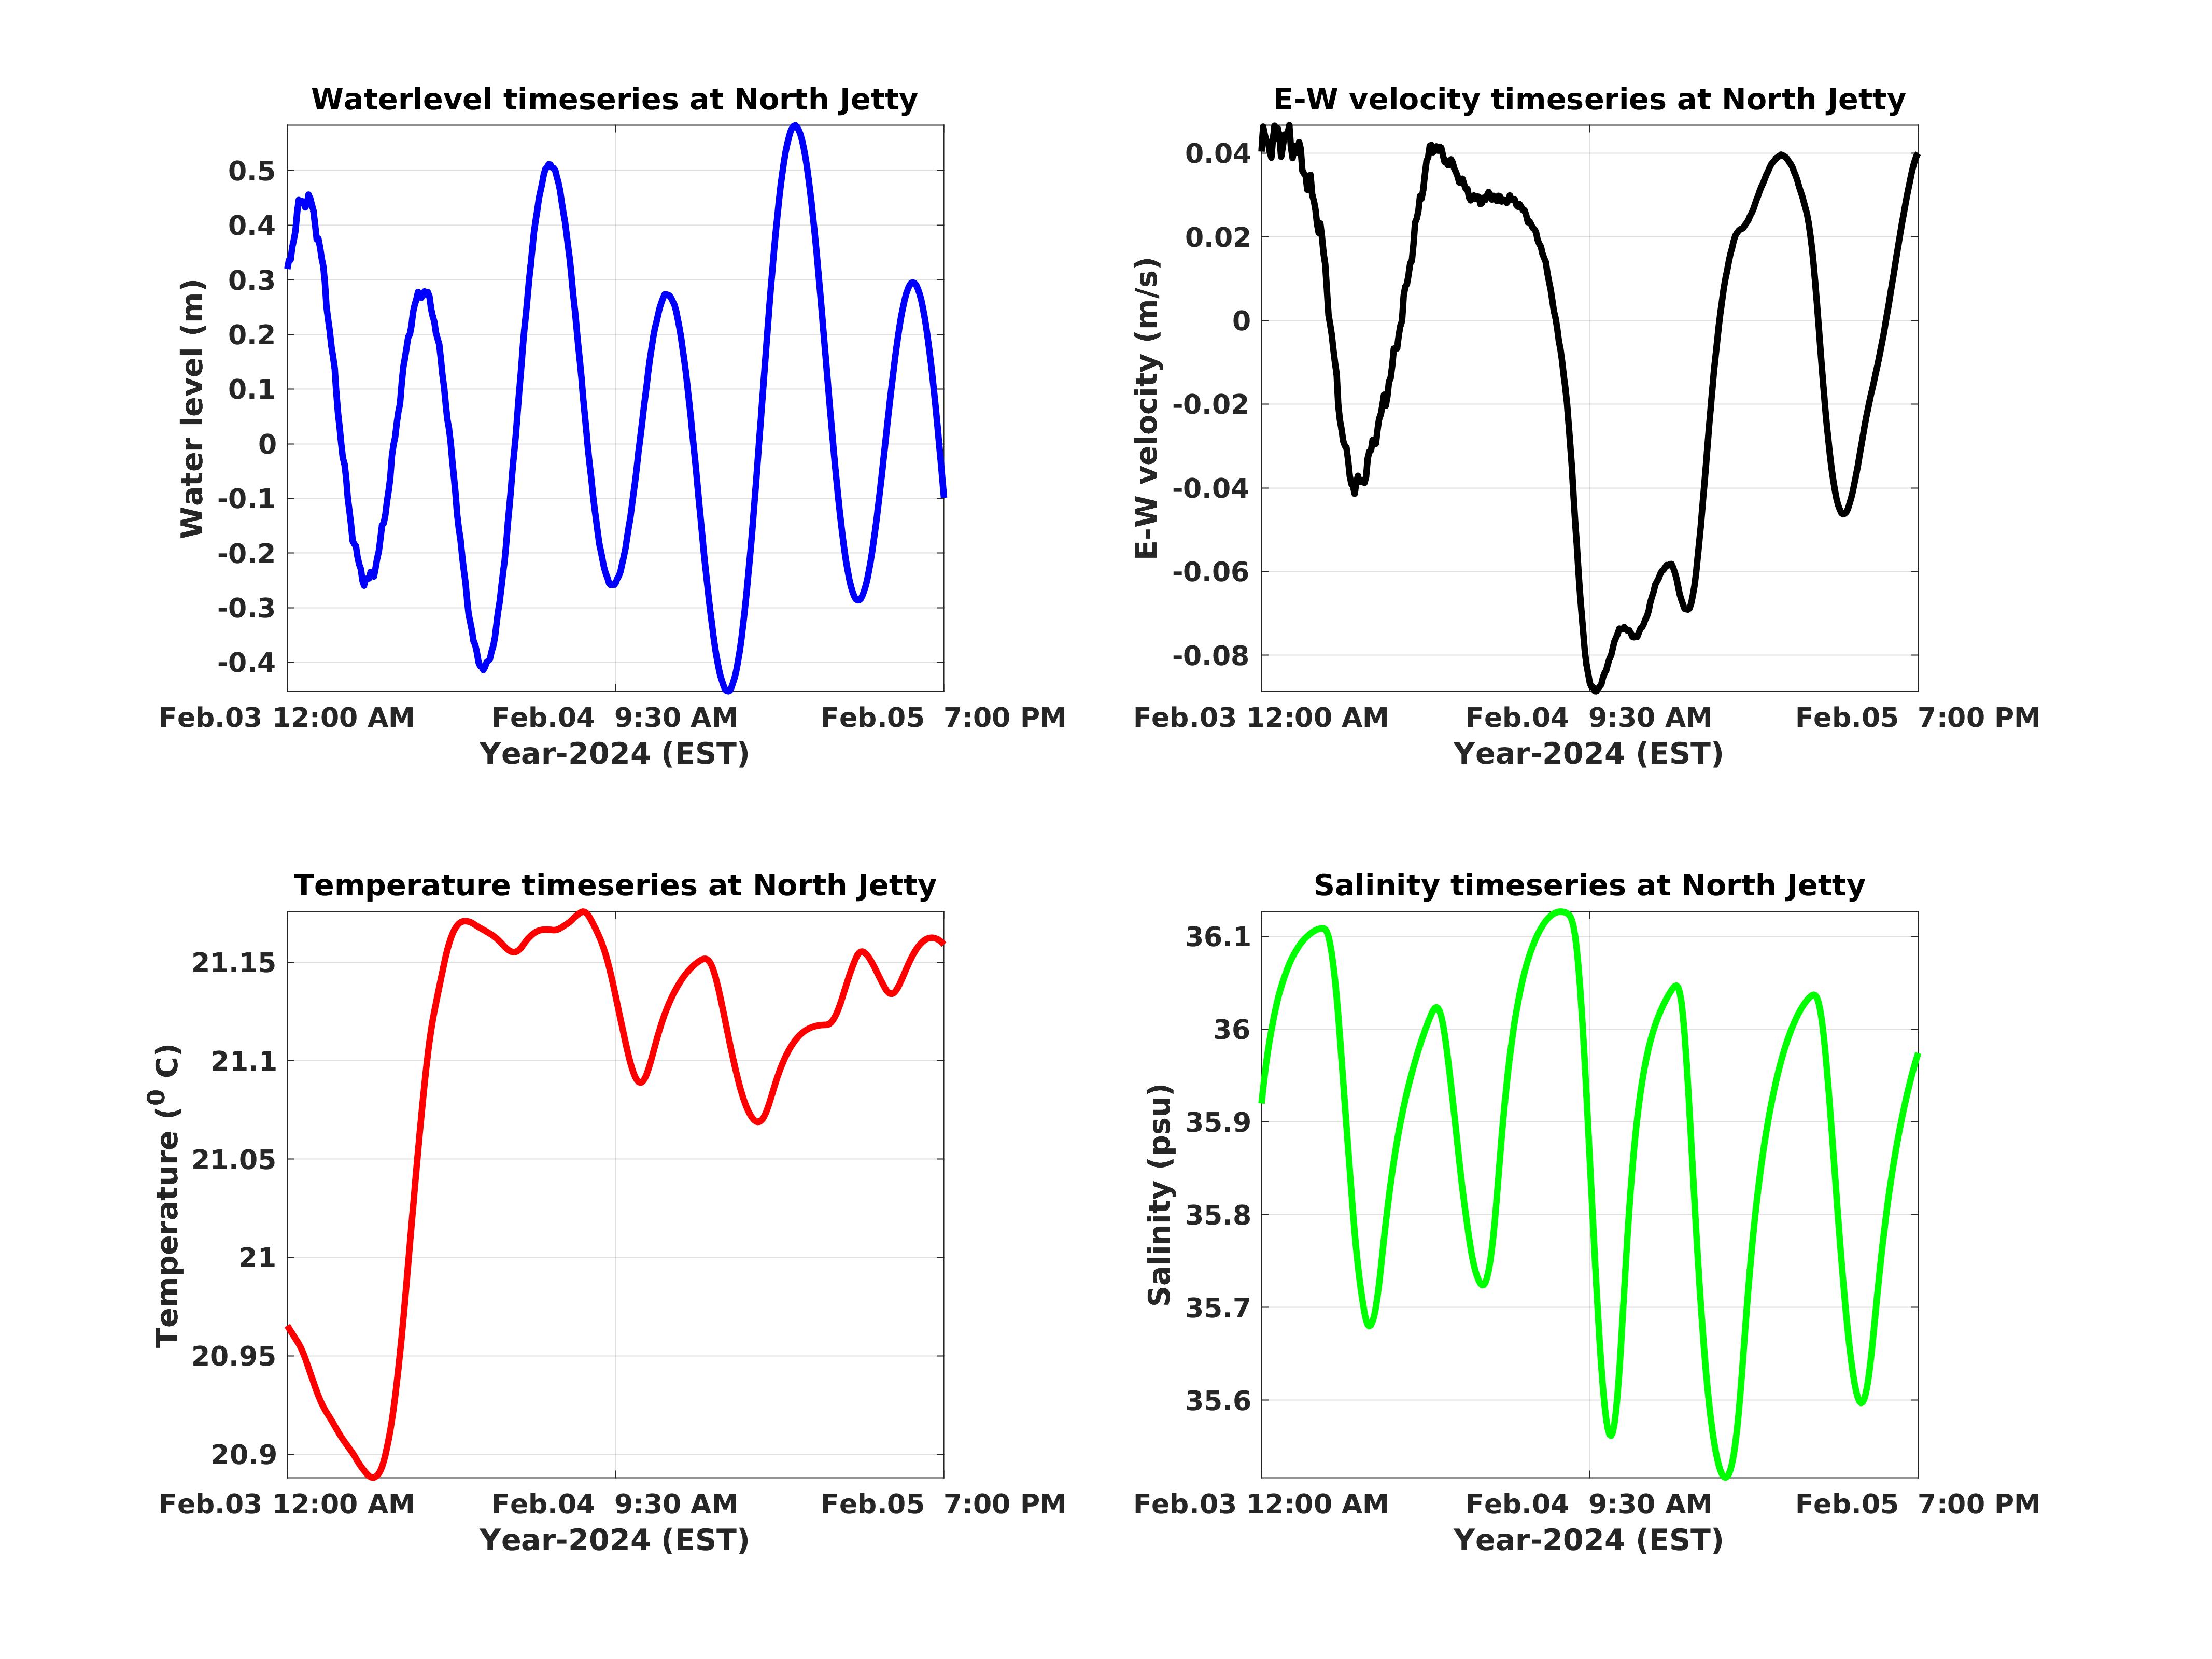 Waterlevel timeseries at North Jetty
Water level (m)
0.5
0.4
0.3
0.2
0.1
0
-0.1
-0.2
-0.3
-0.4
Feb.03 12:00 AM Feb.04 9:30 AM Feb.05 7:00 PM
Year-2024 (EST)
E-W velocity timeseries at North Jetty
E-W velocity (m/s)
0.04
0.02
0
-0.02
-0.04
-0.06
-0.08
Feb.03 12:00 AM Feb.04 9:30 AM Feb.05 7:00 PM
Year-2024 (EST)
Temperature timeseries at North Jetty
Temperature (⁰ C)
21.15
21.1
21.05
21
20.95
20.9
Feb.03 12:00 AM Feb.04 9:30 AM Feb.05 7:00 PM
Year-2024 (EST)
Salinity timeseries at North Jetty
Salinity (psu)
36.1
36
35.9
35.8
35.7
35.6
Feb.03 12:00 AM Feb.04 9:30 AM Feb.05 7:00 PM
Year-2024 (EST)